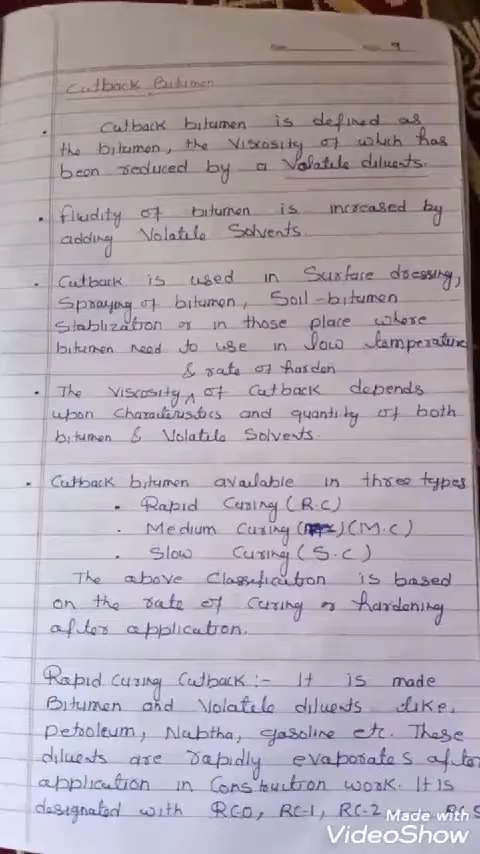 9
Cutback Bitumen
• Cutback bitumen is defined as
the bitumen, the Viscosity of which has
been reduced by a Volatile diluents.
• fluidity of bitumen is increased by
adding Volatile Solvents.
• Cutback is used in Surface dressing,
Spraying of bitumen, Soil-bitumen
Stablization or in those place where
bitumen need to use in low temperature
& rate of harden
• The Viscosity ^ of Cutback depends
upon Characteristics and quantity of both
bitumen & Volatile Solvents.
• Cutback bitumen available in three types
• Rapid Curing (R.C)
• Medium Curing (M.C)
• Slow Curing (S.C)
The above Classification is based
on the rate of Curing or hardening
after application.
Rapid Curing Cutback :- It is made
Bitumen and Volatile diluents like,
Petroleum, Naptha, gasoline etc. These
diluents are rapidly evaporates after
application in Construction work. It is
designated with RC0, RC-1, RC-2
Made with
VideoShow